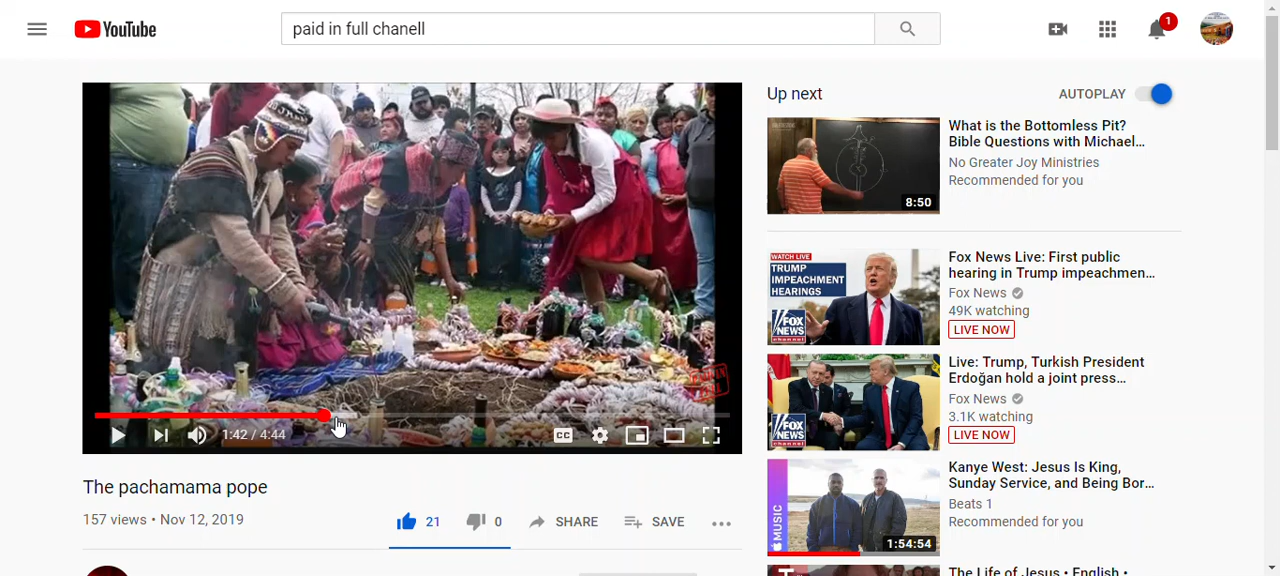 YouTube
paid in full chanell
1
Up next
AUTOPLAY
What is the Bottomless Pit?
Bible Questions with Michael...
No Greater Joy Ministries
Recommended for you
8:50
WATCH LIVE
TRUMP
IMPEACHMENT
HEARINGS
FOX
NEWS
channel
Fox News Live: First public
hearing in Trump impeachmen...
Fox News
49K watching
LIVE NOW
FOX
NEWS
channel
Live: Trump, Turkish President
Erdoğan hold a joint press...
Fox News
3.1K watching
LIVE NOW
MUSIC
1:54:54
Kanye West: Jesus Is King,
Sunday Service, and Being Bor...
Beats 1
Recommended for you
The Life of Jesus • English •
1:42 / 4:44
CC
The pachamama pope
157 views • Nov 12, 2019
21
0
SHARE
SAVE